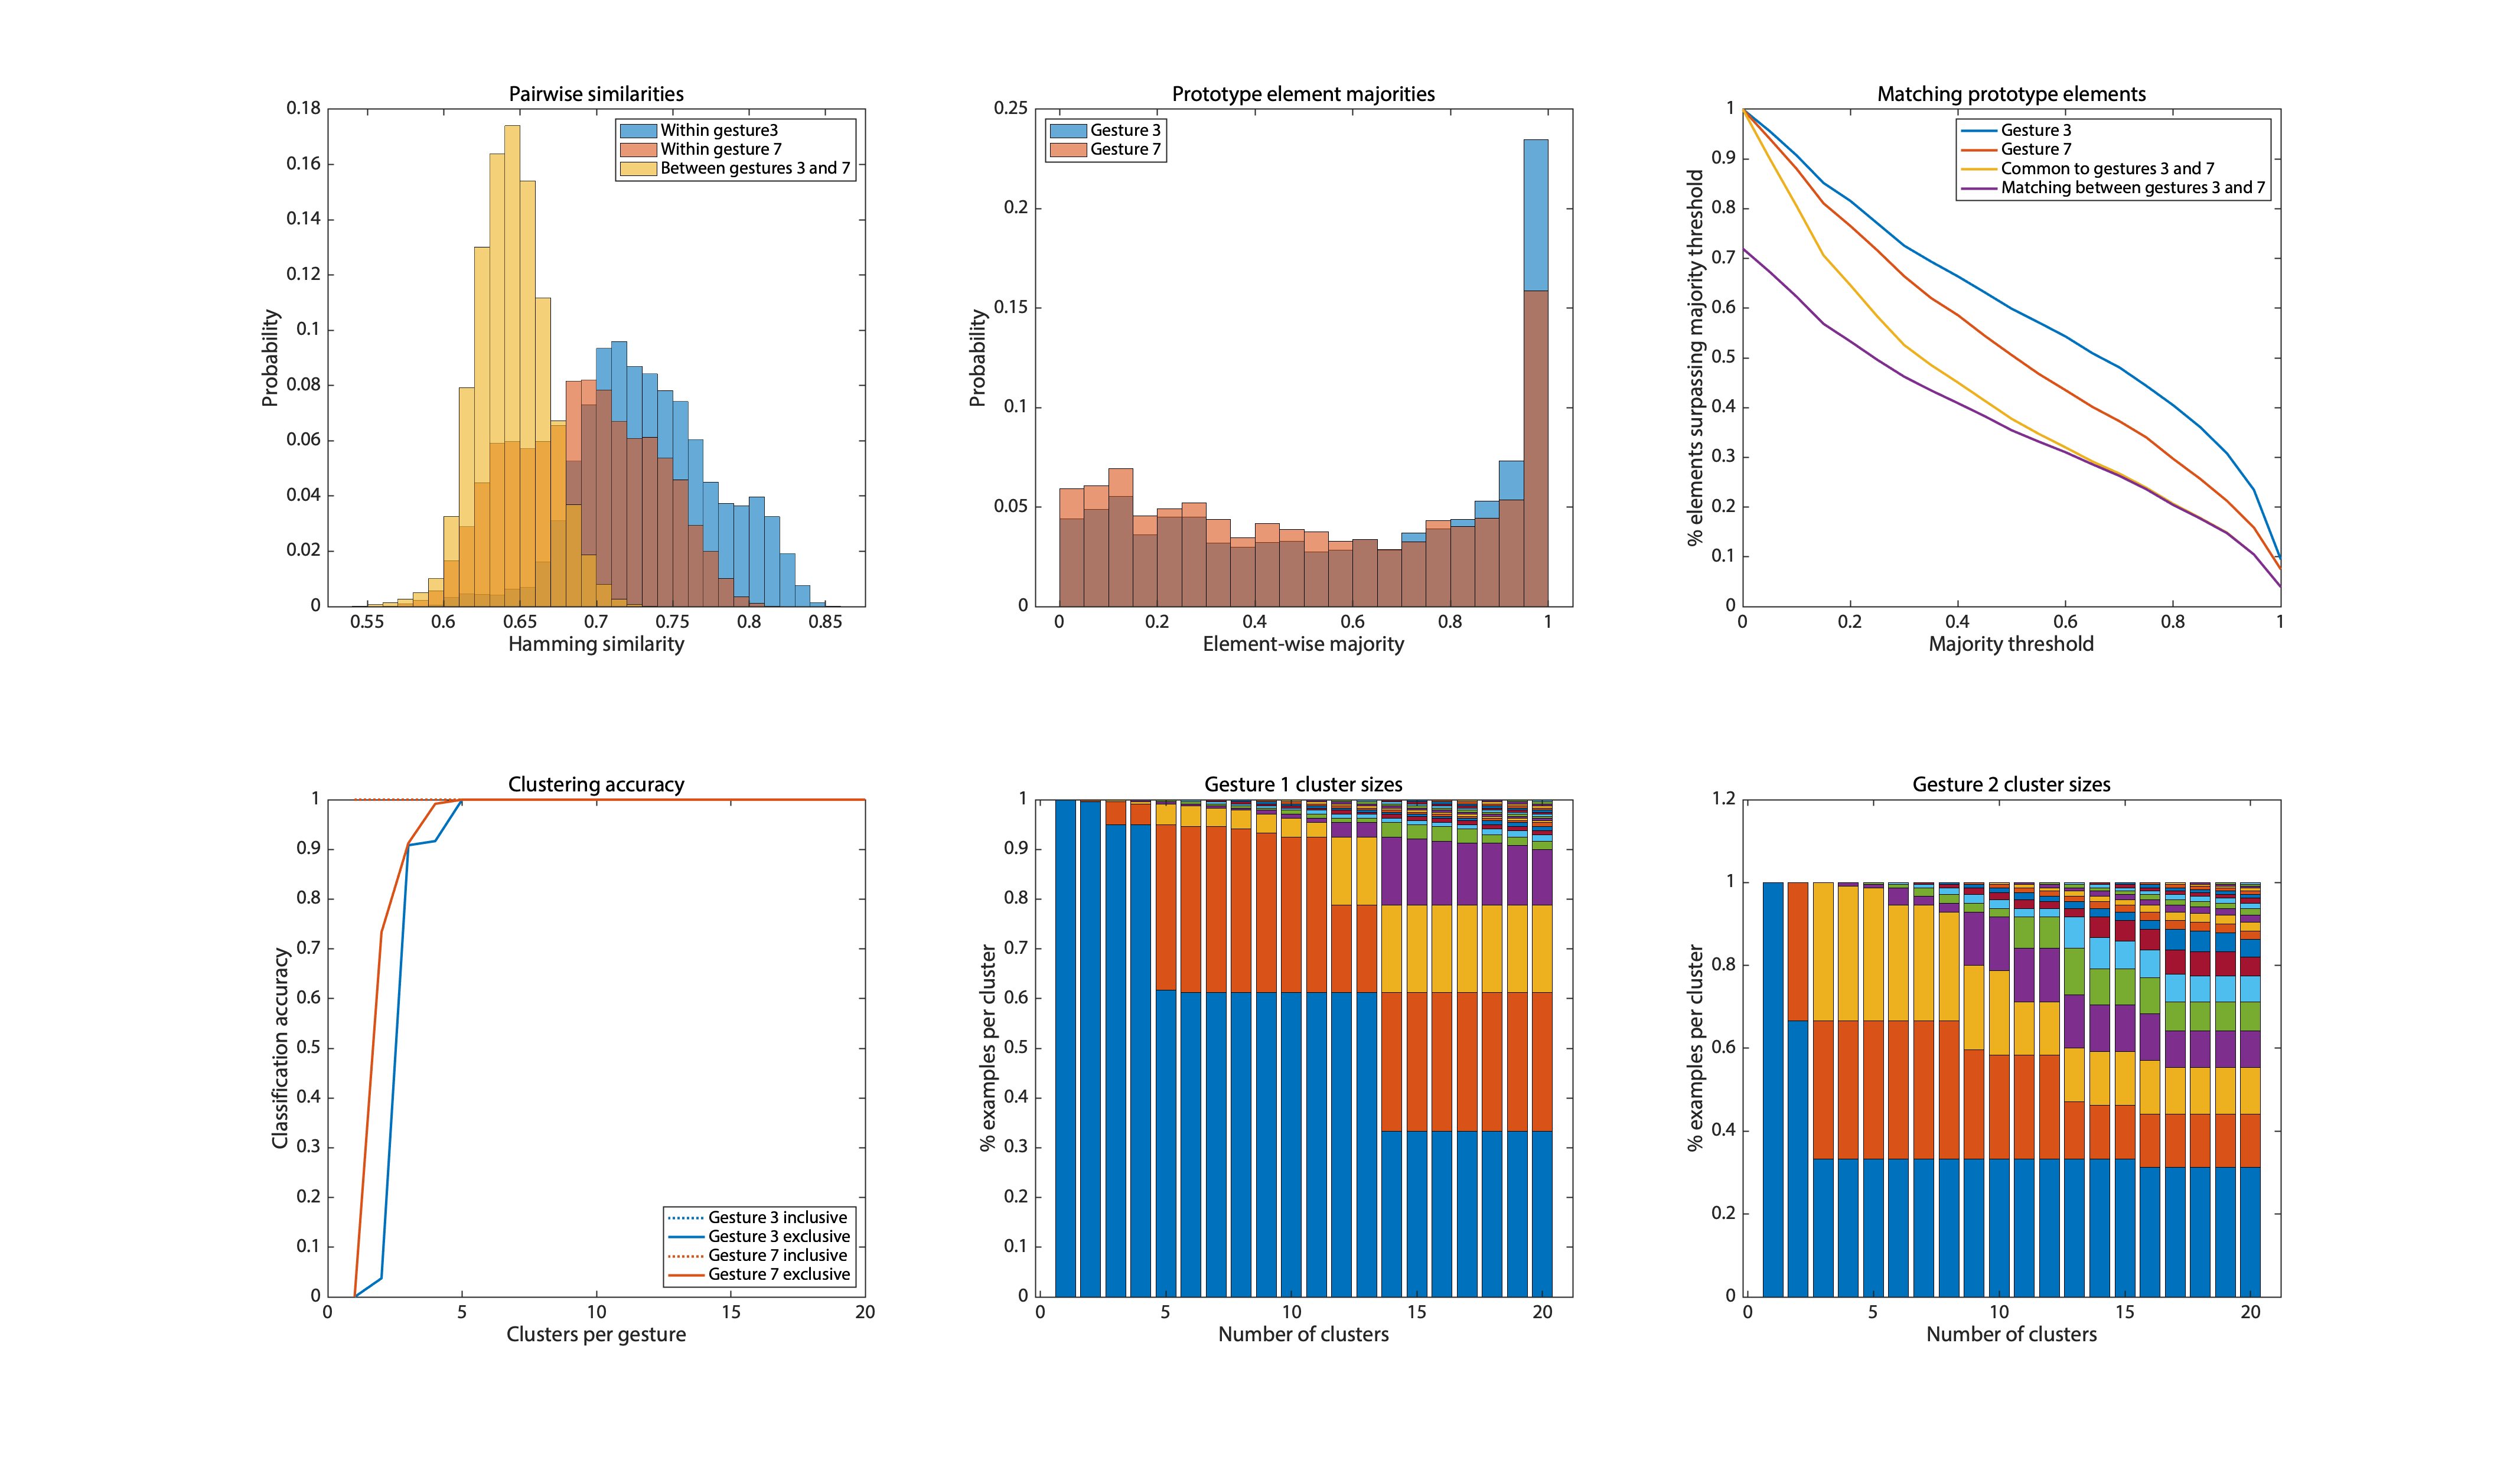 Pairwise similarities
0.18
0.16
0.14
0.12
0.1
0.08
0.06
0.04
0.02
0
Probability
Within gesture3
Within gesture 7
Between gestures 3 and 7
0.55 0.6 0.65 0.7 0.75 0.8 0.85
Hamming similarity
Prototype element majorities
0.25
0.2
0.15
0.1
0.05
0
Probability
Gesture 3
Gesture 7
0 0.2 0.4 0.6 0.8 1
Element-wise majority
Matching prototype elements
1
0.9
0.8
0.7
0.6
0.5
0.4
0.3
0.2
0.1
0
% elements surpassing majority threshold
Gesture 3
Gesture 7
Common to gestures 3 and 7
Matching between gestures 3 and 7
0 0.2 0.4 0.6 0.8 1
Majority threshold
Clustering accuracy
1
0.9
0.8
0.7
0.6
0.5
0.4
0.3
0.2
0.1
0
Classification accuracy
Gesture 3 inclusive
Gesture 3 exclusive
Gesture 7 inclusive
Gesture 7 exclusive
0 5 10 15 20
Clusters per gesture
Gesture 1 cluster sizes
1
0.9
0.8
0.7
0.6
0.5
0.4
0.3
0.2
0.1
0
% examples per cluster
0 5 10 15 20
Number of clusters
Gesture 2 cluster sizes
1.2
1
0.8
0.6
0.4
0.2
0
% examples per cluster
0 5 10 15 20
Number of clusters